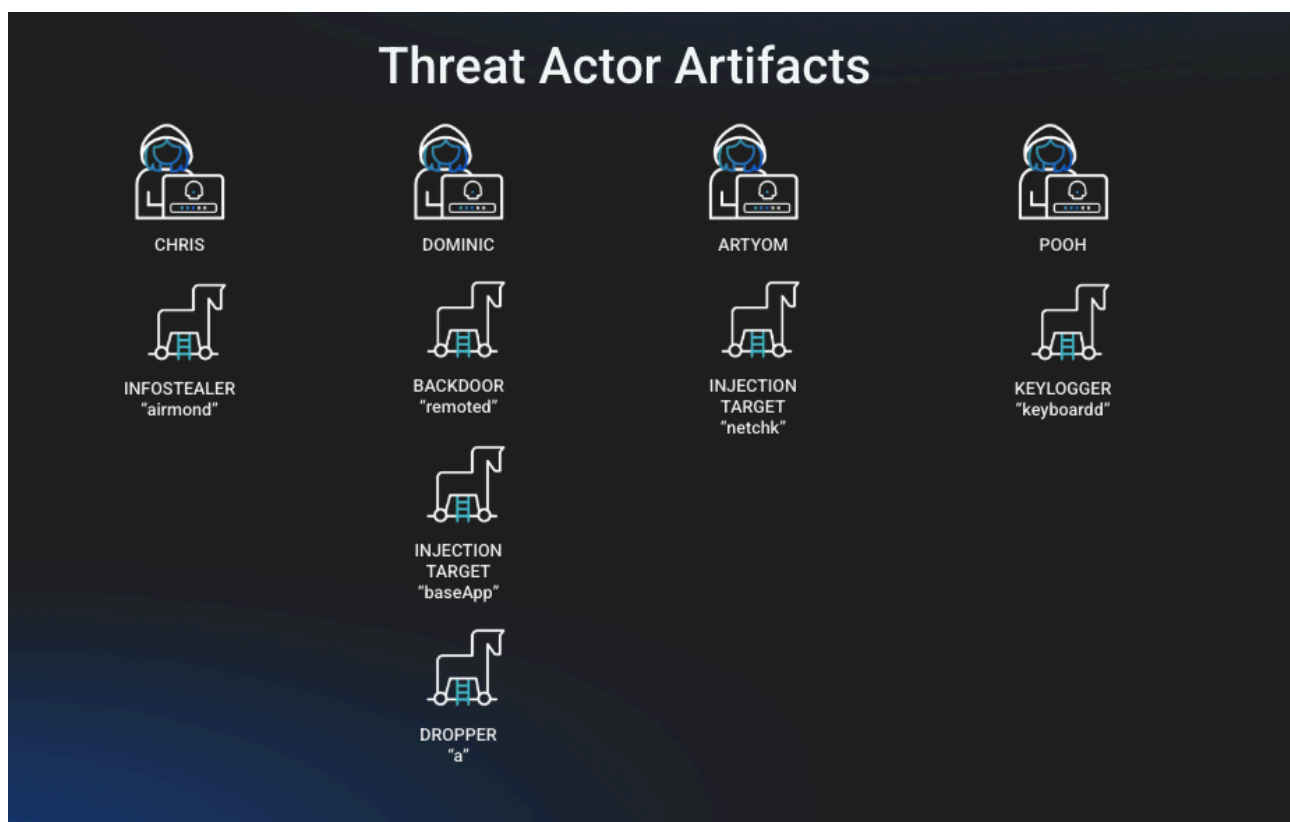 Threat Actor Artifacts
CHRIS
DOMINIC
ARTYOM
POOH
INFOSTEALER
“airmond”
BACKDOOR
“remoted”
INJECTION
TARGET
“netchk”
KEYLOGGER
“keyboardd”
INJECTION
TARGET
“baseApp”
DROPPER
“a”